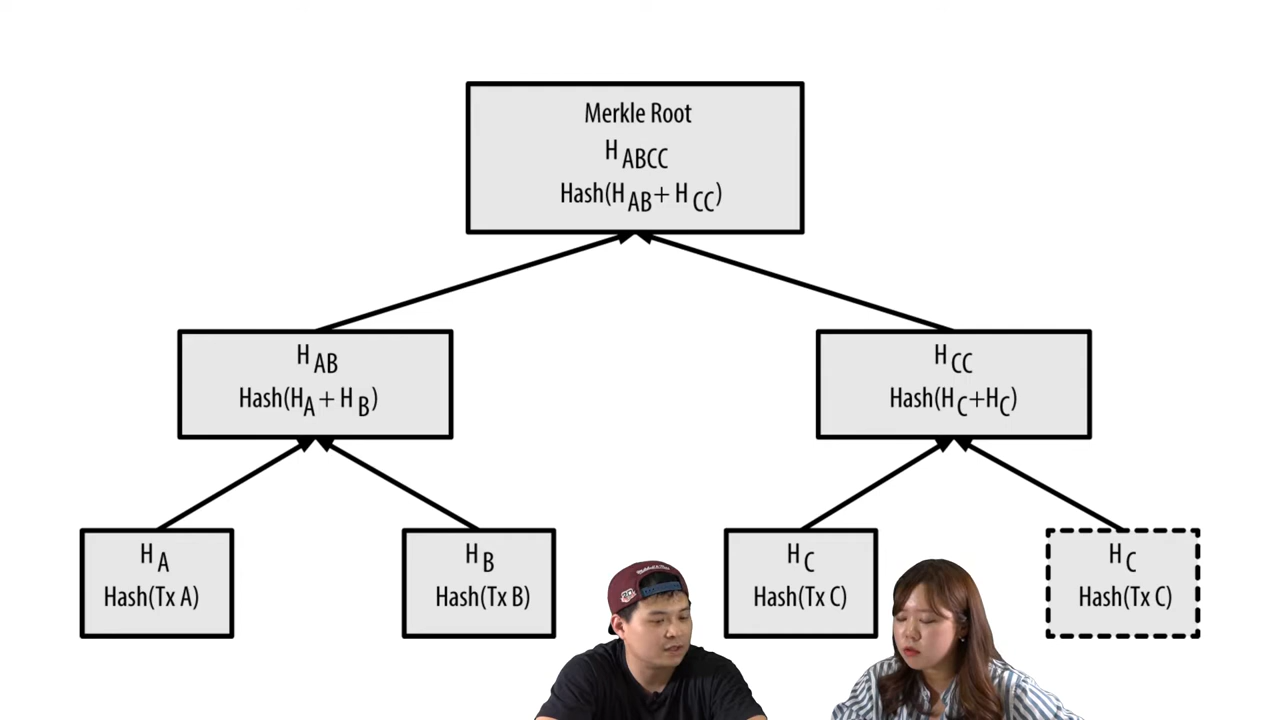 Merkle Root
H ABCC
Hash(H AB + H CC)
H AB
Hash(H A + H B)
H CC
Hash(H C+H C)
H A
Hash(Tx A)
H B
Hash(Tx B)
H C
Hash(Tx C)
H C
Hash(Tx C)